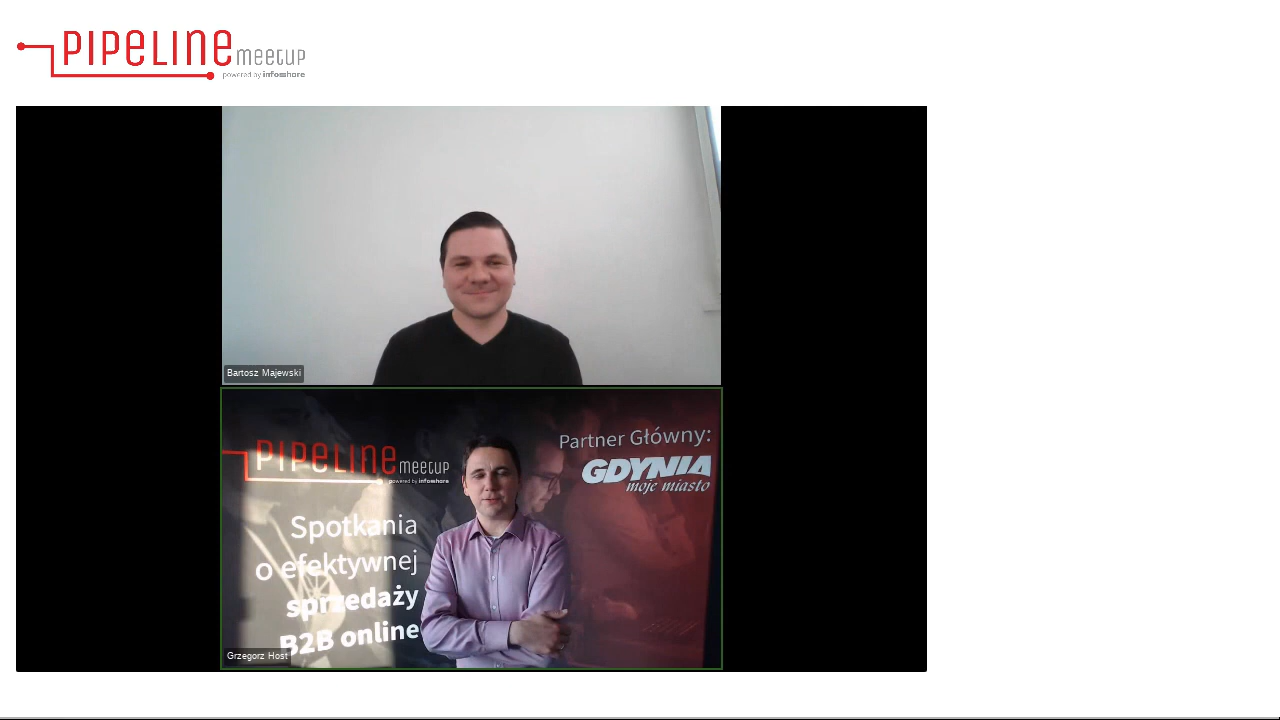 PIPELINE meetup
powered by infoshare
Bartosz Majewski
PIPELINE meetup
powered by infoshare
Partner Główny:
GDYNIA
moje miasto
Spotkania
o efektywnej
sprzedaży
B2B online
Grzegorz Host